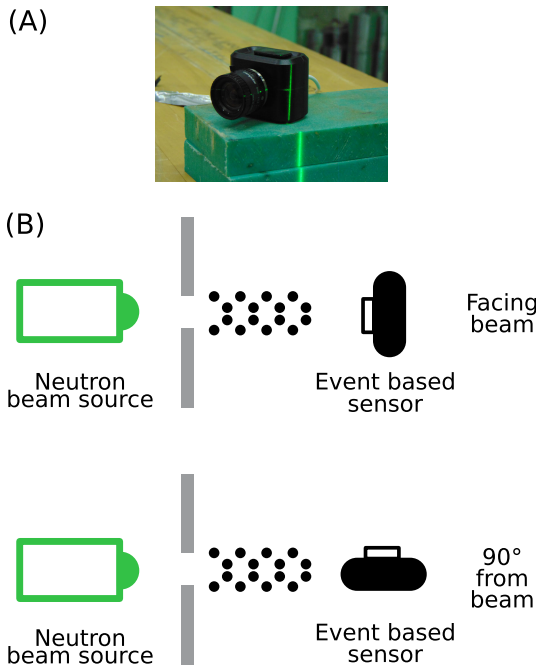 (A)
(B)
Facing
beam
Neutron
beam source
Event based
sensor
90°
from
beam
Neutron
beam source
Event based
sensor